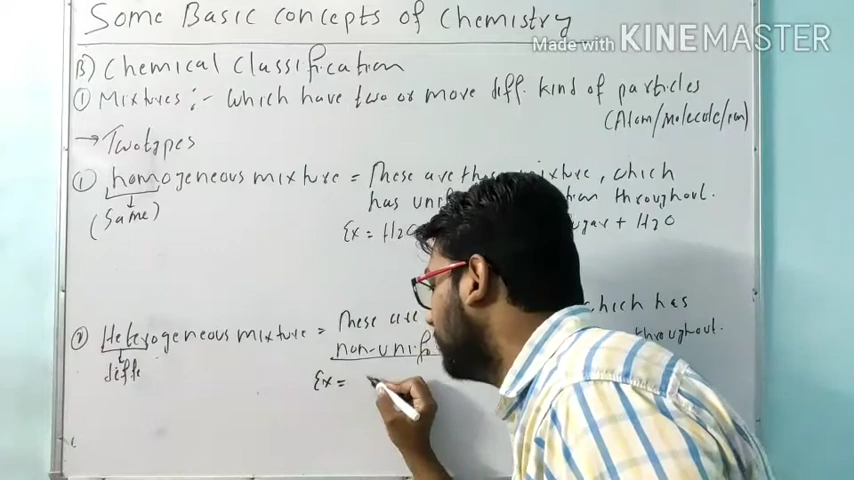 Some Basic concepts of Chemistry
Made with KINEMASTER
B) Chemical Classification
① Mixtures :- which have two or more diff. kind of particles
(Atom/Molecule/ion)
→ Two types
① homogeneous mixture = These are those mixture, which
has throughout.
(Same)
Ex = H2O + H2O
② Heterogeneous mixture = These are which has
non-unif throughout.
diffe
Ex =